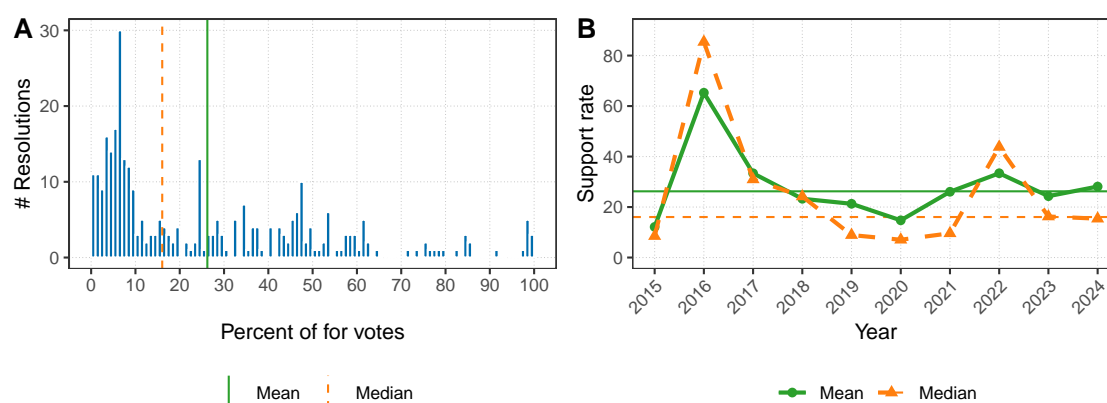 A
# Resolutions
30
20
10
0
0 10 20 30 40 50 60 70 80 90 100
Percent of for votes
Mean Median
B
Support rate
80
60
40
20
0
2015 2016 2017 2018 2019 2020 2021 2022 2023 2024
Year
Mean Median